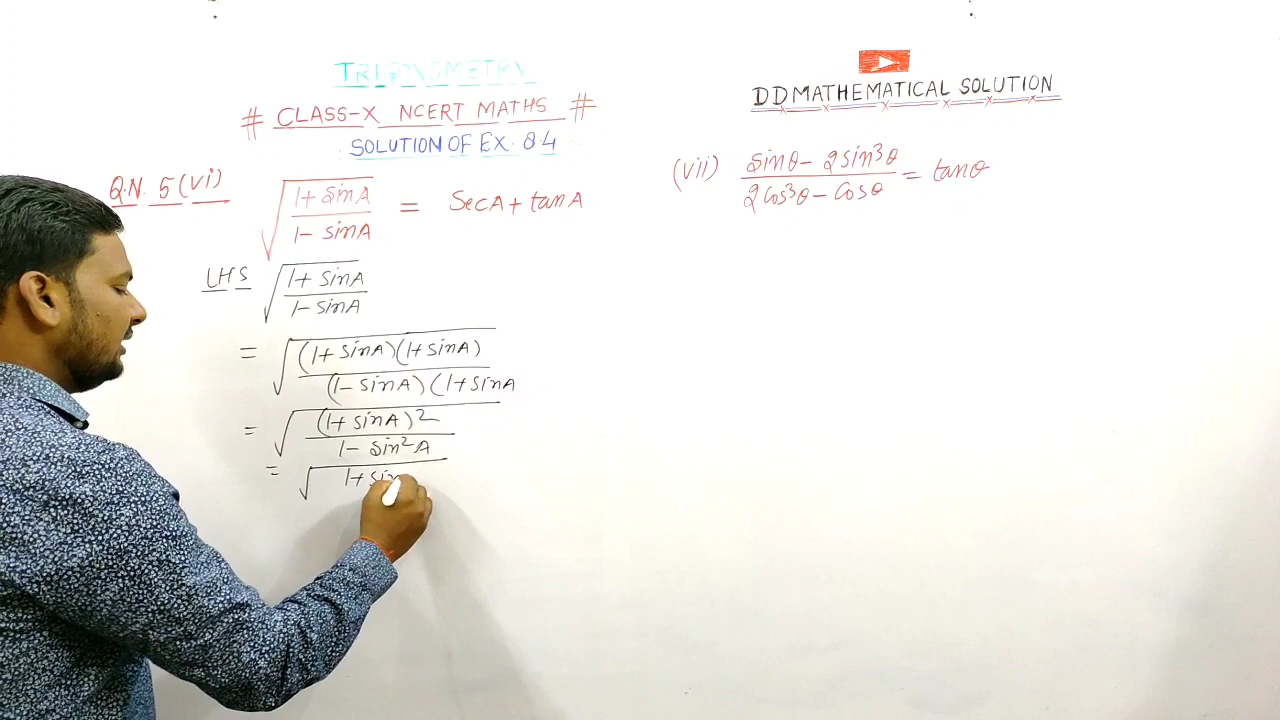 TRIGONOMETRY
# CLASS-X NCERT MATHS #
SOLUTION OF EX. 8.4
Q.N. 5(vi) √((1+ sinA)/(1- sinA)) = SecA+tanA
LHS √((1+ sinA)/(1- sinA))
= √((1+ sinA)(1+sinA)/(1- sinA)(1+sinA
= √((1+ sinA)2/(1- sin2A))
= √(1+sin
DDMATHEMATICAL SOLUTION
(vii) (sinθ- 2sin3θ)/(2cos3θ- cosθ) = tanθ